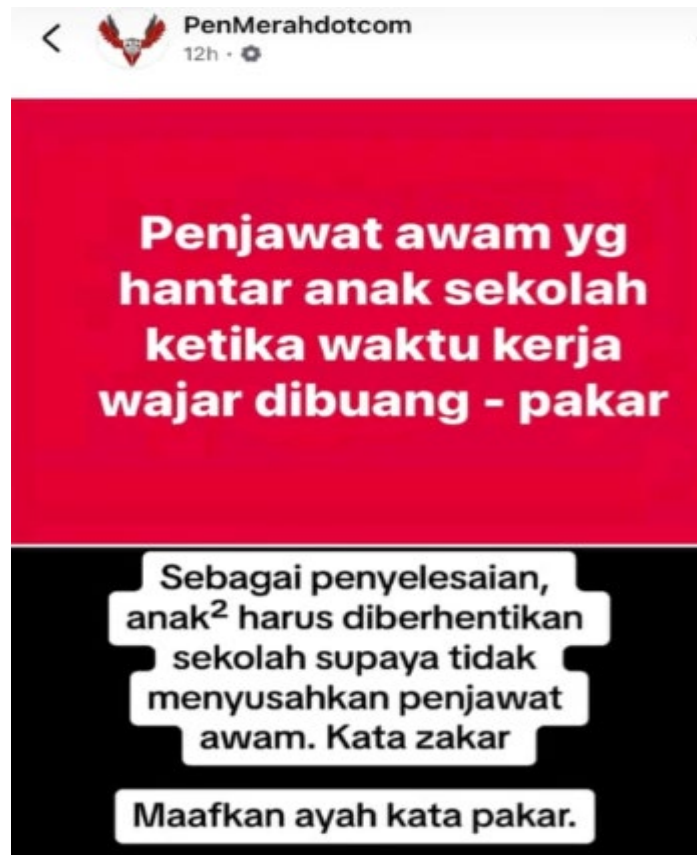 PenMerahdotcom
12h ·
Penjawat awam yg
hantar anak sekolah
ketika waktu kerja
wajar dibuang - pakar
Sebagai penyelesaian,
anak² harus diberhentikan
sekolah supaya tidak
menyusahkan penjawat
awam. Kata zakar
Maafkan ayah kata pakar.